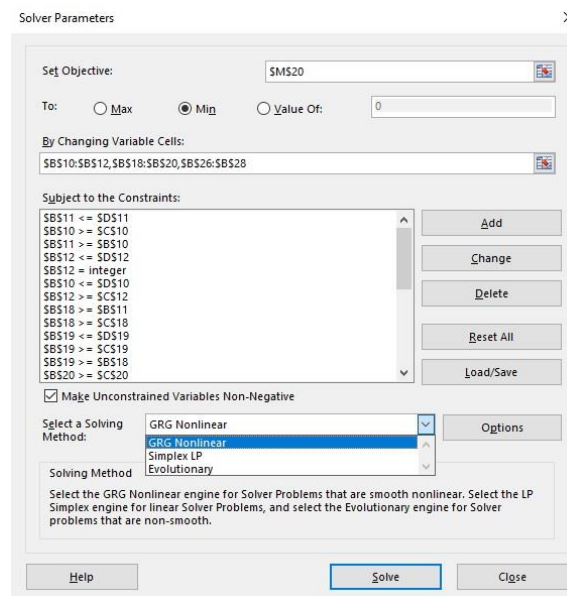 Solver Parameters
Set Objective: $M$20
To: Max Min Value Of: 0
By Changing Variable Cells:
$B$10:$B$12,$B$18:$B$20,$B$26:$B$28
Subject to the Constraints:
$B$11 <= $D$11
$B$10 >= $C$10
$B$11 >= $B$10
$B$12 <= $D$12
$B$12 = integer
$B$10 <= $D$10
$B$12 >= $C$12
$B$18 >= $B$11
$B$18 >= $C$18
$B$19 <= $D$19
$B$19 >= $C$19
$B$19 >= $B$18
$B$20 >= $C$20
Add
Change
Delete
Reset All
Load/Save
Make Unconstrained Variables Non-Negative
Select a Solving Method: GRG Nonlinear
Options
GRG Nonlinear
Simplex LP
Evolutionary
Solving Method
Select the GRG Nonlinear engine for Solver Problems that are smooth nonlinear. Select the LP
Simplex engine for linear Solver Problems, and select the Evolutionary engine for Solver
problems that are non-smooth.
Help
Solve
Close